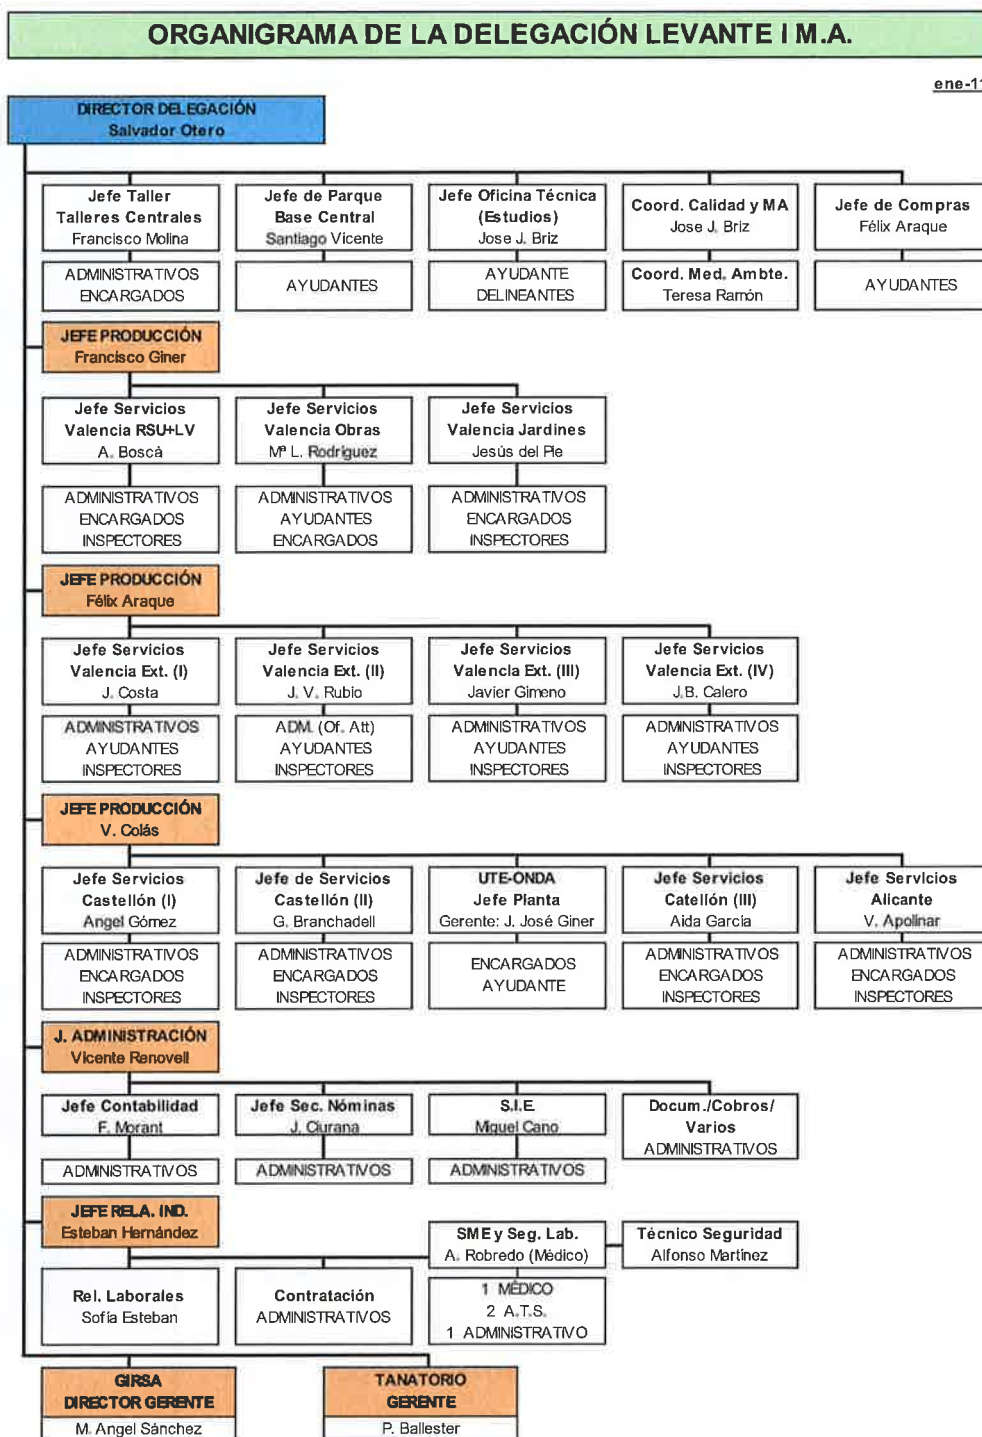 ORGANIGRAMA DE LA DELEGACIÓN LEVANTE I M.A.
ene-11
DIRECTOR DELEGACIÓN
Salvador Otero
Jefe Taller
Talleres Centrales
Francisco Molina
Jefe de Parque
Base Central
Santiago Vicente
Jefe Oficina Técnica
(Estudios)
Jose J. Briz
Coord. Calidad y MA
Jose J. Briz
Jefe de Compras
Félix Araque
ADMINISTRATIVOS
ENCARGADOS
AYUDANTES
AYUDANTE
DELINEANTES
Coord. Med. Ambte.
Teresa Ramón
AYUDANTES
JEFE PRODUCCIÓN
Francisco Giner
Jefe Servicios
Valencia RSU+LV
A. Boscá
Jefe Servicios
Valencia Obras
Mª L. Rodríguez
Jefe Servicios
Valencia Jardines
Jesús del Pie
ADMINISTRATIVOS
ENCARGADOS
INSPECTORES
ADMINISTRATIVOS
AYUDANTES
ENCARGADOS
ADMINISTRATIVOS
ENCARGADOS
INSPECTORES
JEFE PRODUCCIÓN
Félix Araque
Jefe Servicios
Valencia Ext. (I)
J. Costa
Jefe Servicios
Valencia Ext. (II)
J. V. Rubio
Jefe Servicios
Valencia Ext. (III)
Javier Gimeno
Jefe Servicios
Valencia Ext. (IV)
J.B. Calero
ADMINISTRATIVOS
AYUDANTES
INSPECTORES
ADM. (Of. Att)
AYUDANTES
INSPECTORES
ADMINISTRATIVOS
AYUDANTES
INSPECTORES
ADMINISTRATIVOS
AYUDANTES
INSPECTORES
JEFE PRODUCCIÓN
V. Colás
Jefe Servicios
Castellón (I)
Angel Gómez
Jefe de Servicios
Castellón (II)
G. Branchadell
UTE-ONDA
Jefe Planta
Gerente: J. José Giner
Jefe Servicios
Catellón (III)
Aida García
Jefe Servicios
Alicante
V. Apolinar
ADMINISTRATIVOS
ENCARGADOS
INSPECTORES
ADMINISTRATIVOS
ENCARGADOS
INSPECTORES
ENCARGADOS
AYUDANTE
ADMINISTRATIVOS
ENCARGADOS
INSPECTORES
ADMINISTRATIVOS
ENCARGADOS
INSPECTORES
J. ADMINISTRACIÓN
Vicente Renovell
Jefe Contabilidad
F. Morant
Jefe Sec. Nóminas
J. Ciurana
S.I.E.
Miguel Cano
Docum./Cobros/
Varios
ADMINISTRATIVOS
ADMINISTRATIVOS
ADMINISTRATIVOS
ADMINISTRATIVOS
JEFE RELA. IND.
Esteban Hernández
SME y Seg. Lab.
A. Robredo (Médico)
Técnico Seguridad
Alfonso Martínez
Rel. Laborales
Sofía Esteban
Contratación
ADMINISTRATIVOS
1 MÉDICO
2 A.T.S.
1 ADMINISTRATIVO
GIRSA
DIRECTOR GERENTE
M. Angel Sánchez
TANATORIO
GERENTE
P. Ballester